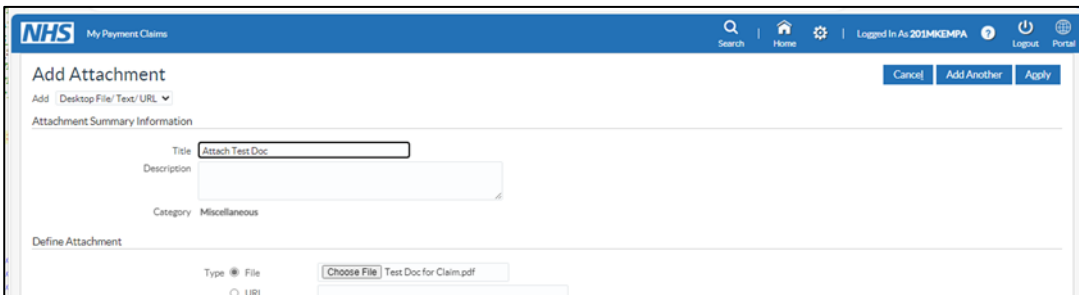 NHS My Payment Claims Search | Home | Logged In As 201MKEMPA ? Logout Portal
Add Attachment Cancel Add Another Apply
Add Desktop File/ Text/ URL
Attachment Summary Information
Title Attach Test Doc
Description
Category Miscellaneous
Define Attachment
Type File Choose File Test Doc for Claim.pdf
URL